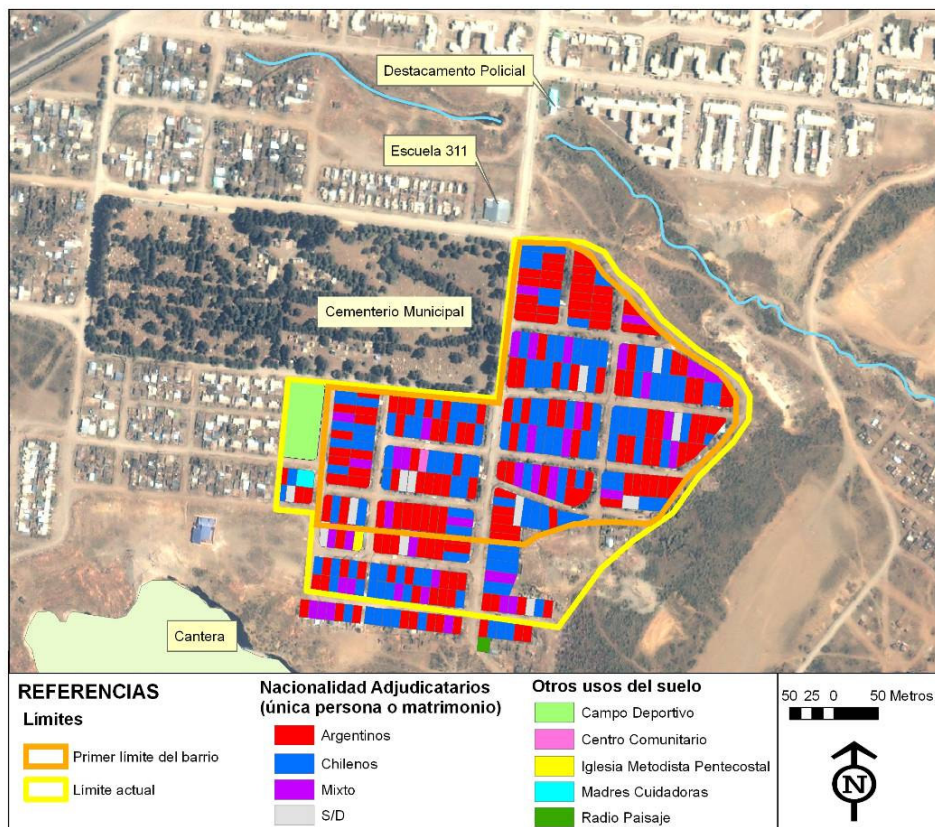 Destacamento Policial
Escuela 311
Cementerio Municipal
Cantera
REFERENCIAS
Límites
Primer límite del barrio
Límite actual
Nacionalidad Adjudicatarios
(única persona o matrimonio)
Argentinos
Chilenos
Mixto
S/D
Otros usos del suelo
Campo Deportivo
Centro Comunitario
Iglesia Metodista Pentecostal
Madres Cuidadoras
Radio Paisaje
50 25 0 50 Metros
N